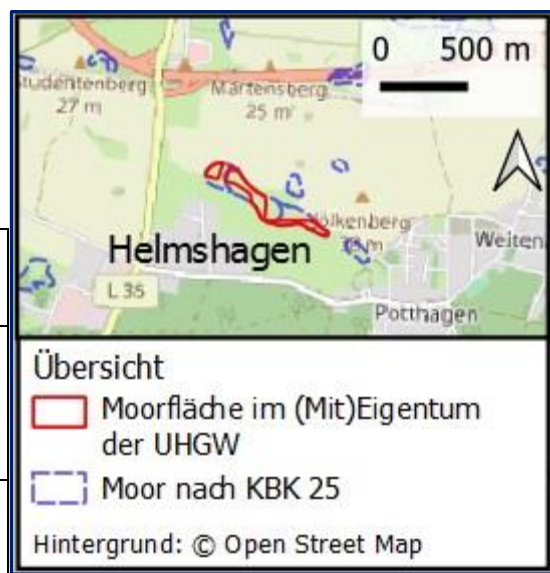 0 500 m
Studentenberg
27 m
Martensberg
25 m
Helmshagen
Weiten
L 35
Potthagen
Übersicht
Moorfläche im (Mit)Eigentum
der UHGW
Moor nach KBK 25
Hintergrund: © Open Street Map